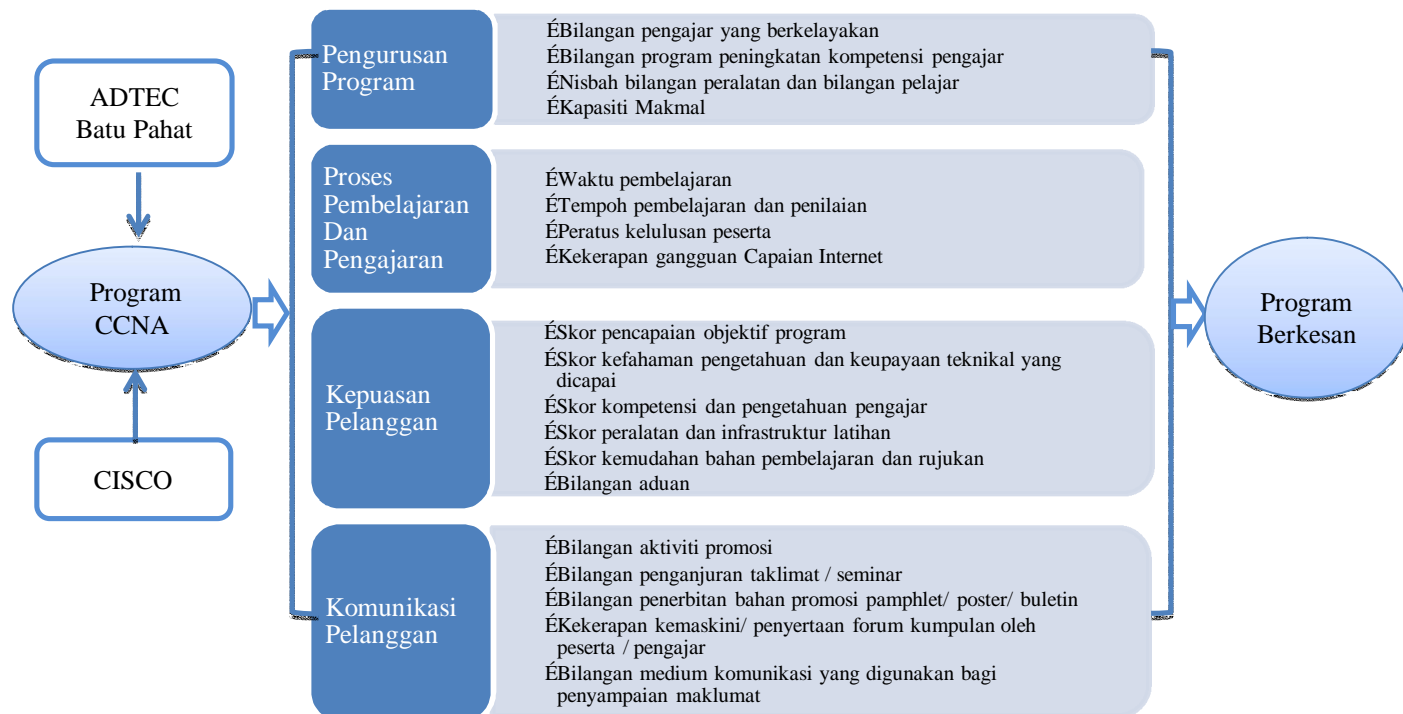 ADTEC
Batu Pahat
Program
CCNA
CISCO
Pengurusan
Program
ÉBilangan pengajar yang berkelayakan
ÉBilangan program peningkatan kompetensi pengajar
ÉNisbah bilangan peralatan dan bilangan pelajar
ÉKapasiti Makmal
Proses
Pembelajaran
Dan
Pengajaran
ÉWaktu pembelajaran
ÉTempoh pembelajaran dan penilaian
ÉPeratus kelulusan peserta
ÉKekerapan gangguan Capaian Internet
Kepuasan
Pelanggan
ÉSkor pencapaian objektif program
ÉSkor kefahaman pengetahuan dan keupayaan teknikal yang
dicapai
ÉSkor kompetensi dan pengetahuan pengajar
ÉSkor peralatan dan infrastruktur latihan
ÉSkor kemudahan bahan pembelajaran dan rujukan
ÉBilangan aduan
Komunikasi
Pelanggan
ÉBilangan aktiviti promosi
ÉBilangan penganjuran taklimat / seminar
ÉBilangan penerbitan bahan promosi pamphlet/ poster/ buletin
ÉKekerapan kemaskini/ penyertaan forum kumpulan oleh
peserta / pengajar
ÉBilangan medium komunikasi yang digunakan bagi
penyampaian maklumat
Program
Berkesan